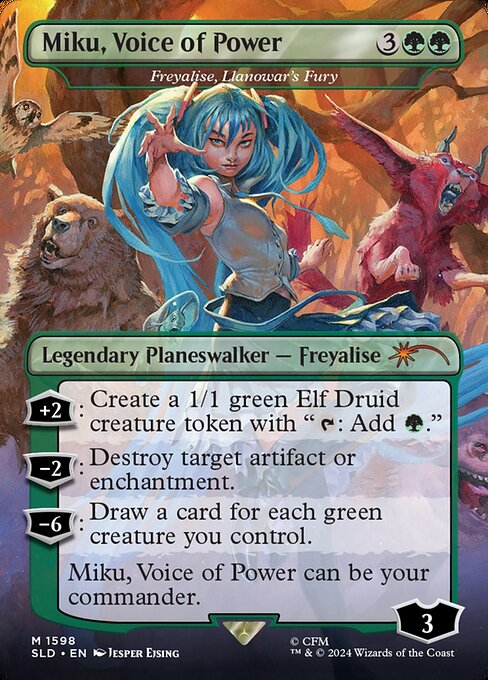 Miku, Voice of Power 3
Freyalise, Llanowar's Fury
Legendary Planeswalker — Freyalise
+2: Create a 1/1 green Elf Druid
creature token with “: Add .”
-2: Destroy target artifact or
enchantment.
-6: Draw a card for each green
creature you control.
Miku, Voice of Power can be your
commander.
3
M 1598
SLD • EN Jesper Ejsing
© CFM
™ & © 2024 Wizards of the Coast